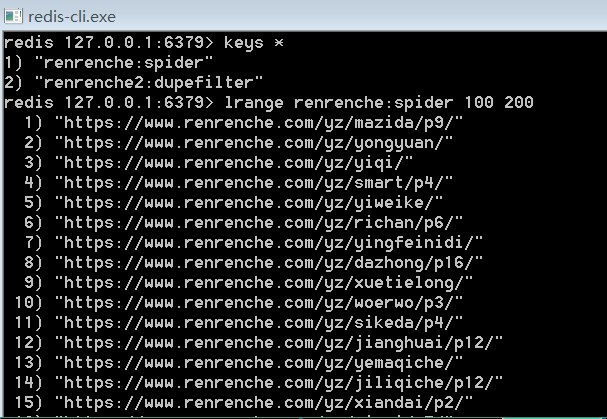 redis-cli.exe
redis 127.0.0.1:6379> keys *
1) "renrenche:spider"
2) "renrenche2:dupefilter"
redis 127.0.0.1:6379> lrange renrenche:spider 100 200
1) "https://www.renrenche.com/yz/mazida/p9/"
2) "https://www.renrenche.com/yz/yongyuan/"
3) "https://www.renrenche.com/yz/yiqi/"
4) "https://www.renrenche.com/yz/smart/p4/"
5) "https://www.renrenche.com/yz/yiweike/"
6) "https://www.renrenche.com/yz/richan/p6/"
7) "https://www.renrenche.com/yz/yingfeinidi/"
8) "https://www.renrenche.com/yz/dazhong/p16/"
9) "https://www.renrenche.com/yz/xuetielong/"
10) "https://www.renrenche.com/yz/woerwo/p3/"
11) "https://www.renrenche.com/yz/sikeda/p4/"
12) "https://www.renrenche.com/yz/jianghuai/p12/"
13) "https://www.renrenche.com/yz/yemaqiche/"
14) "https://www.renrenche.com/yz/jiliqiche/p12/"
15) "https://www.renrenche.com/yz/xiandai/p2/"